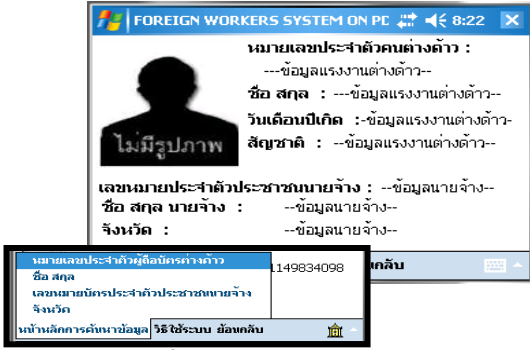 FOREIGN WORKERS SYSTEM ON PC 8:22
หมายเลขประจำตัวคนต่างด้าว :
---ข้อมูลแรงงานต่างด้าว--
ชื่อ สกุล : ---ข้อมูลแรงงานต่างด้าว--
วันเดือนปีเกิด :-ข้อมูลแรงงานต่างด้าว-
สัญชาติ : --ข้อมูลแรงงานต่างด้าว--
ไม่มีรูปภาพ
เลขหมายประจำตัวประชาชนนายจ้าง : --ข้อมูลนายจ้าง--
ชื่อ สกุล นายจ้าง : --ข้อมูลนายจ้าง--
จังหวัด : --ข้อมูลนายจ้าง--
หมายเลขประจำตัวผู้ถือบัตรต่างด้าว
ชื่อ สกุล
เลขหมายบัตรประจำตัวประชาชนนายจ้าง
จังหวัด
1149834098
หน้าหลักการค้นหาข้อมูล วิธีใช้ระบบ ย้อนกลับ